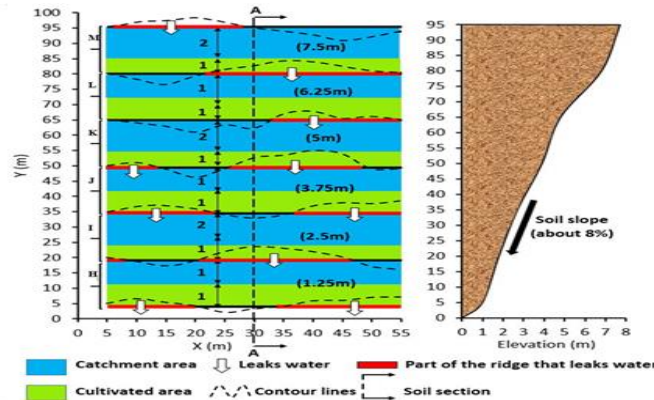 A
100
95
90
85
80
75
70
65
60
55
50
45
40
35
30
25
20
15
10
5
0
Y (m)
M
L
K
J
I
H
2
(7.5m)
1
1
(6.25m)
1
2
(5m)
1
1
(3.75m)
1
2
(2.5m)
1
1
(1.25m)
1
0 5 10 15 20 25 30 35 40 45 50 55
X (m)
A
95
90
85
80
75
70
65
60
55
50
45
40
35
30
25
20
15
10
5
0
Soil slope
(about 8%)
0 1 2 3 4 5 6 7 8
Elevation (m)
Catchment area
Leaks water
Part of the ridge that leaks water
Cultivated area
Contour lines
Soil section